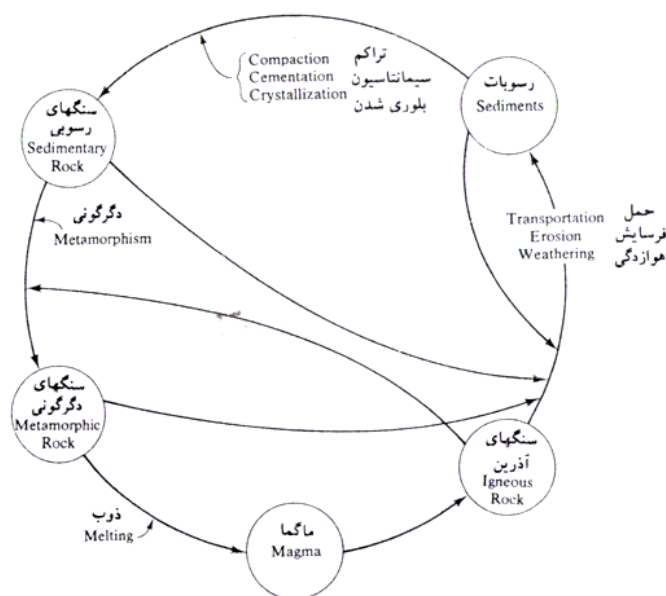 Compaction تراکم
Cementation سیمانتاسیون
Crystallization بلوری شدن
رسوبات
Sediments
سنگهای
رسوبی
Sedimentary
Rock
دگرگونی
Metamorphism
Transportation حمل
Erosion فرسایش
Weathering هوازدگی
سنگهای
دگرگونی
Metamorphic
Rock
سنگهای
آذرین
Igneous
Rock
ذوب
Melting
ماگما
Magma